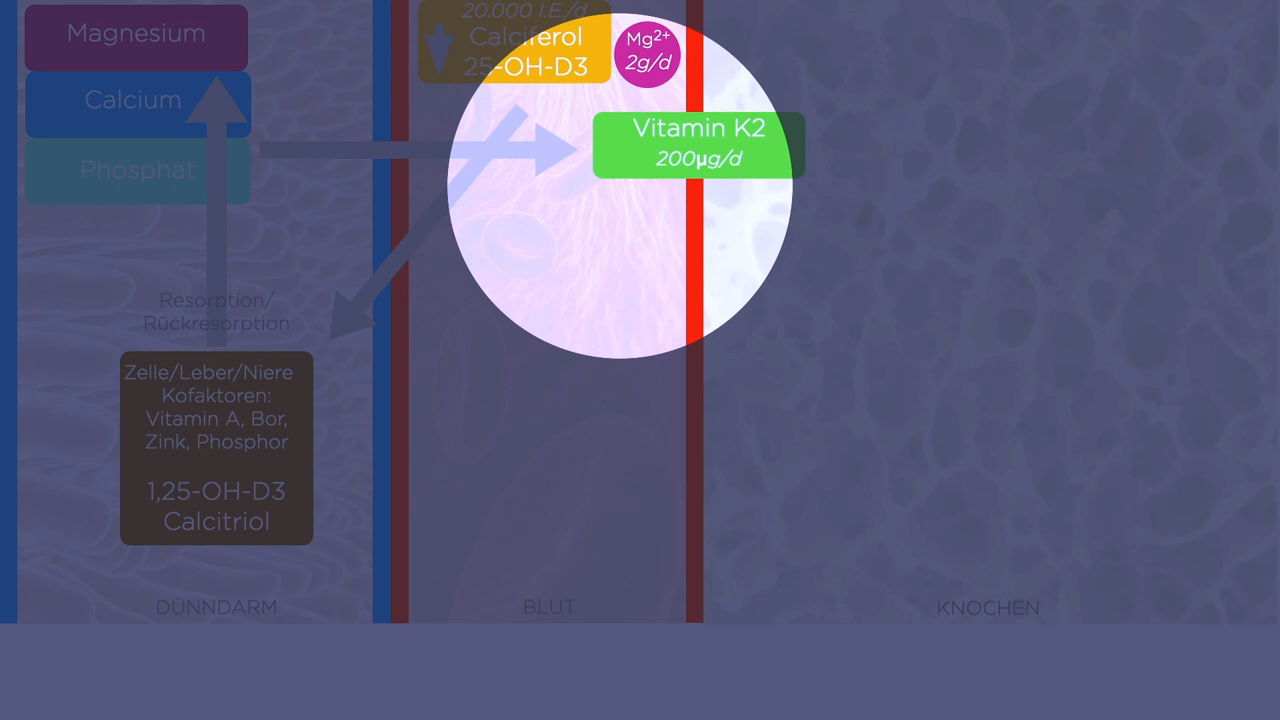 Magnesium
Calcium
Phosphat
Resorption/
Rückresorption
Zelle/Leber/Niere
Kofaktoren:
Vitamin A, Bor,
Zink, Phosphor
1,25-OH-D3
Calcitriol
DÜNNDARM
20.000 I.E./d
Calciferol
25-OH-D3
Mg²⁺
2g/d
Vitamin K2
200µg/d
BLUT
KNOCHEN